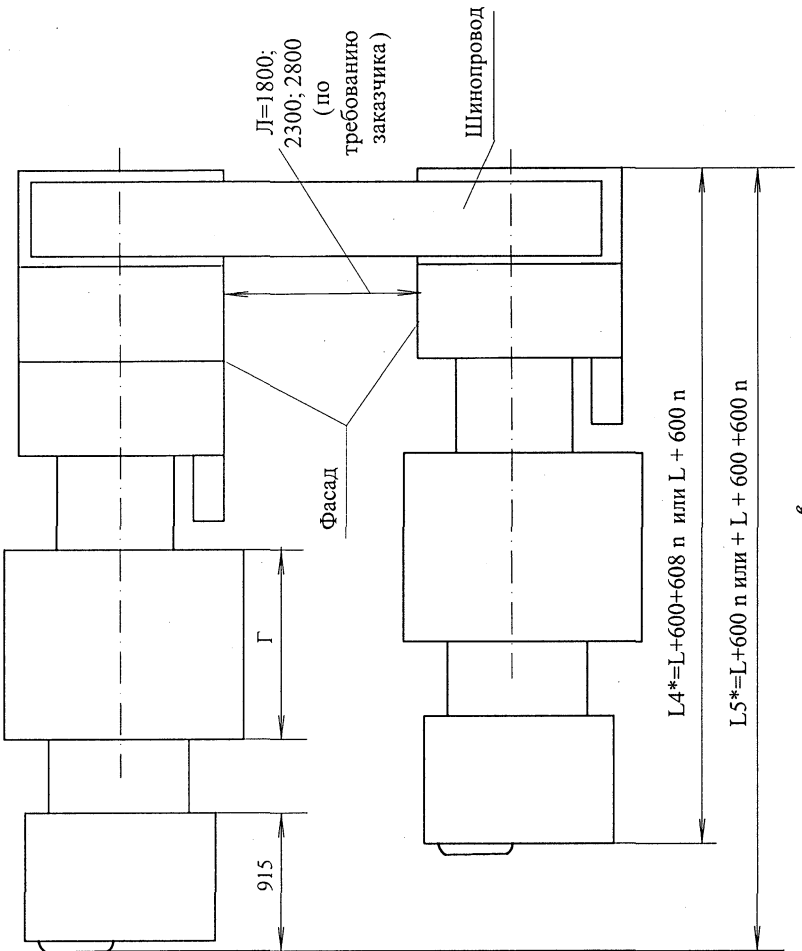 Л=1800;
2300; 2800
(по
требованию
заказчика)
Шинопровод
Фасад
Г
915
L4*=L+600+608 n или L + 600 n
L5*=L+600 n или + L + 600 +600 n
в